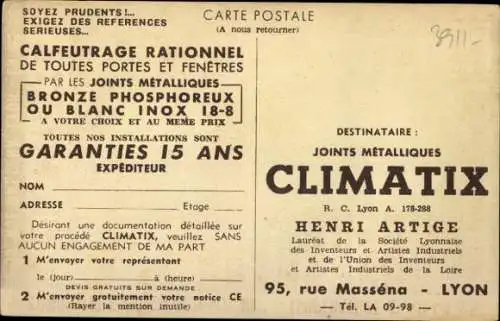 SOYEZ PRUDENTS!...
EXIGEZ DES REFERENCES
SERIEUSES...
CALFEUTRAGE RATIONNEL
DE TOUTES PORTES ET FENÊTRES
PAR LES JOINTS MÉTALLIQUES
BRONZE PHOSPHOREUX
OU BLANC INOX 18-8
A VOTRE CHOIX ET AU MEME PRIX
TOUTES NOS INSTALLATIONS SONT
GARANTIES 15 ANS
EXPÉDITEUR
NOM
ADRESSE Etage
Désirant une documentation détaillée sur
votre procédé CLIMATIX, veuillez SANS
AUCUN ENGAGEMENT DE MA PART
1 M'envoyer votre représentant
le (jour) à (heure)
DEVIS GRATUITS SUR DEMANDE
2 M'envoyer gratuitement votre notice CE
(Rayer la mention inutile)
CARTE POSTALE
(A nous retourner)
3911-
DESTINATAIRE :
JOINTS MÉTALLIQUES
CLIMATIX
R. C. Lyon A. 178-288
HENRI ARTIGE
Lauréat de la Société Lyonnaise
des Inventeurs et Artistes Industriels
et de l'Union des Inventeurs
et Artistes Industriels de la Loire
95, rue Masséna - LYON
— Tél. LA 09-98 —